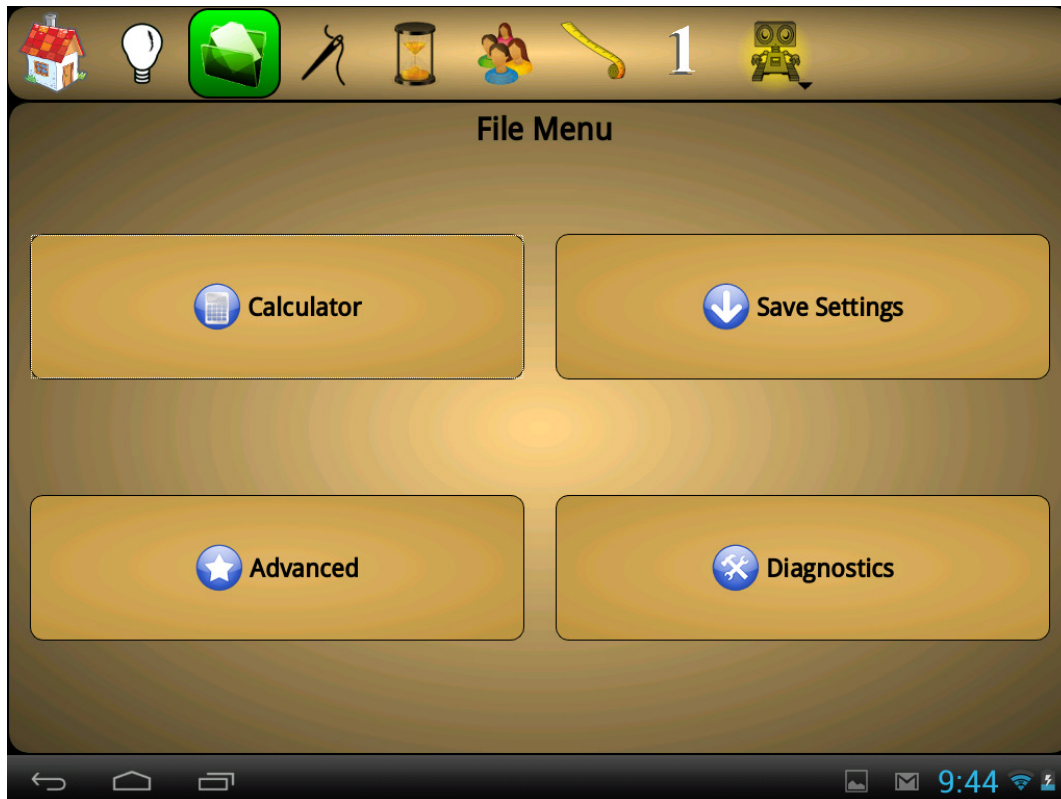 1
File Menu
Calculator
Save Settings
Advanced
Diagnostics
9:44